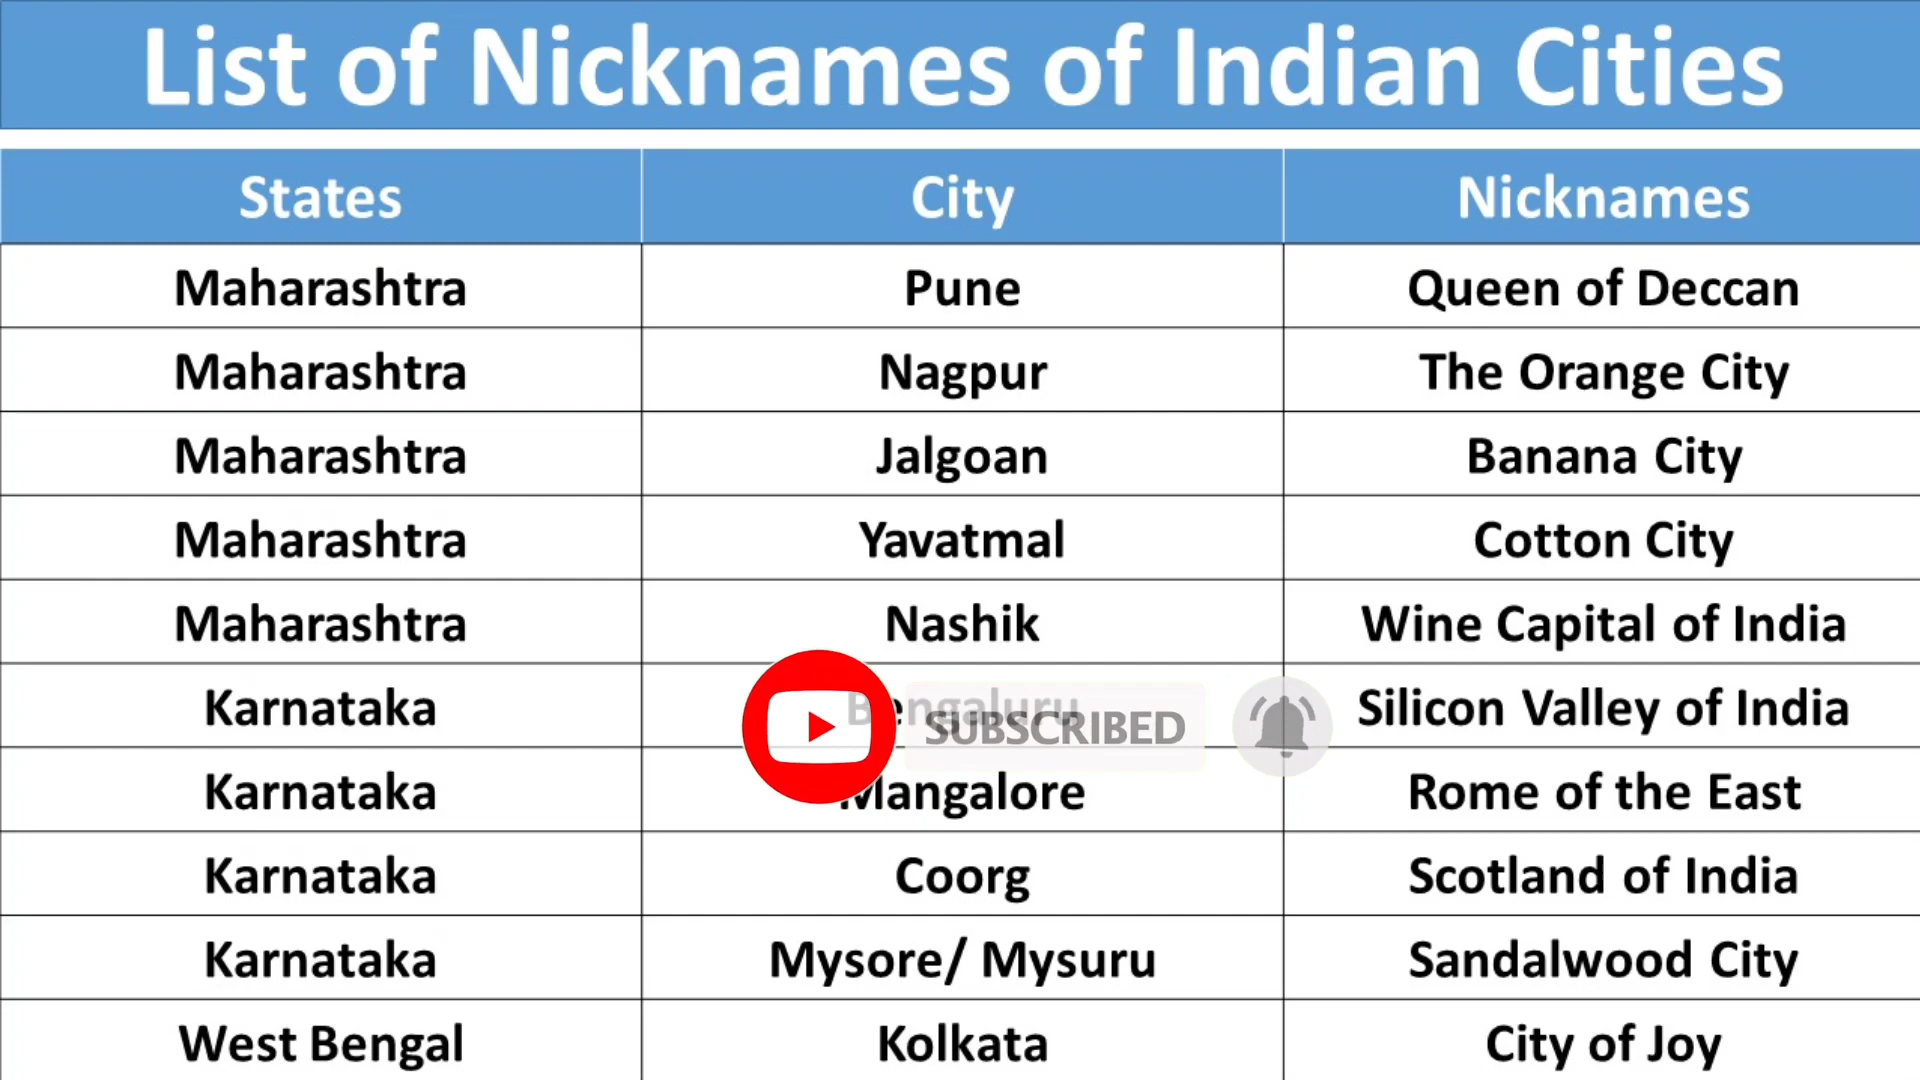 List of Nicknames of Indian Cities
States City Nicknames
Maharashtra Pune Queen of Deccan
Maharashtra Nagpur The Orange City
Maharashtra Jalgoan Banana City
Maharashtra Yavatmal Cotton City
Maharashtra Nashik Wine Capital of India
Karnataka Bengaluru Silicon Valley of India
SUBSCRIBED
Karnataka Mangalore Rome of the East
Karnataka Coorg Scotland of India
Karnataka Mysore/ Mysuru Sandalwood City
West Bengal Kolkata City of Joy